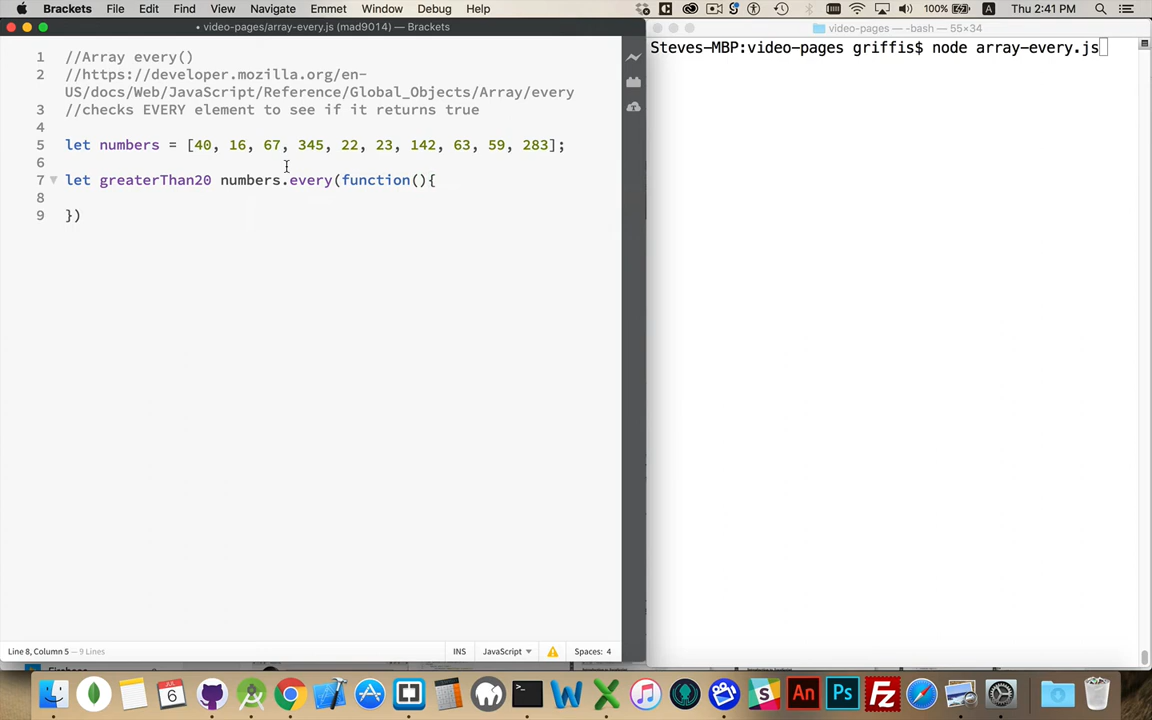 Brackets File Edit Find View Navigate Emmet Window Debug Help
100% A Thu 2:41 PM
• video-pages/array-every.js (mad9014) — Brackets
video-pages — -bash — 55×34
1 //Array every()
2 //https://developer.mozilla.org/en-
US/docs/Web/JavaScript/Reference/Global_Objects/Array/every
3 //checks EVERY element to see if it returns true
4
5 let numbers = [40, 16, 67, 345, 22, 23, 142, 63, 59, 283];
6
7 let greaterThan20 numbers.every(function(){
8
9 })
Steves-MBP:video-pages griffis$ node array-every.js
Line 8, Column 5 — 9 Lines
INS JavaScript Spaces: 4
Firebase
6
W
An
Ps
Fz